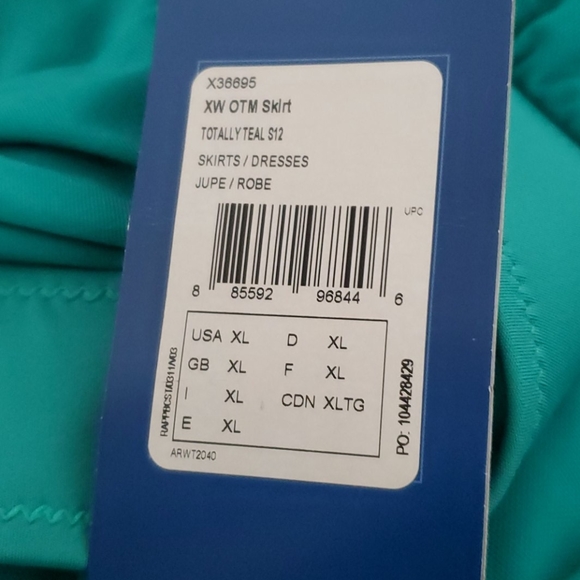 X36695
XW OTM Skirt
TOTALLY TEAL S12
SKIRTS / DRESSES
JUPE / ROBE
UPC
8 85592 96844 6
USA XL D XL
GB XL F XL
I XL CDN XLTG
E XL
ARWT2040
PO: 104428429